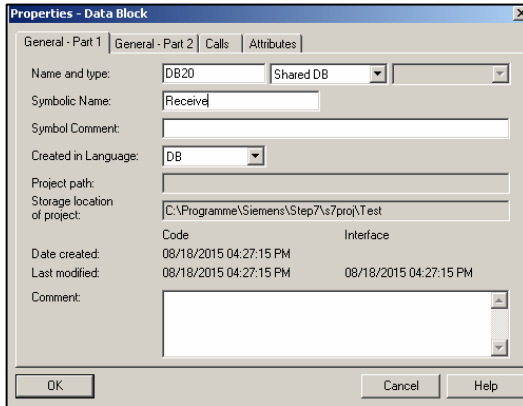 Properties - Data Block
General - Part 1 General - Part 2 Calls Attributes
Name and type: DB20 Shared DB
Symbolic Name: Receive
Symbol Comment:
Created in Language: DB
Project path:
Storage location
of project: C:\Programme\Siemens\Step7\s7proj\Test
Code Interface
Date created: 08/18/2015 04:27:15 PM
Last modified: 08/18/2015 04:27:15 PM 08/18/2015 04:27:15 PM
Comment:
OK Cancel Help